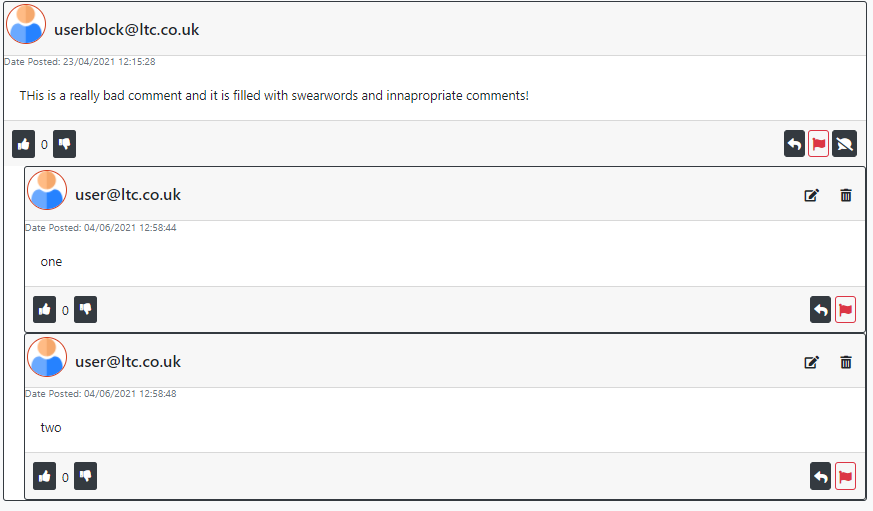 userblock@ltc.co.uk
Date Posted: 23/04/2021 12:15:28
THis is a really bad comment and it is filled with swearwords and innapropriate comments!
0
user@ltc.co.uk
Date Posted: 04/06/2021 12:58:44
one
0
user@ltc.co.uk
Date Posted: 04/06/2021 12:58:48
two
0